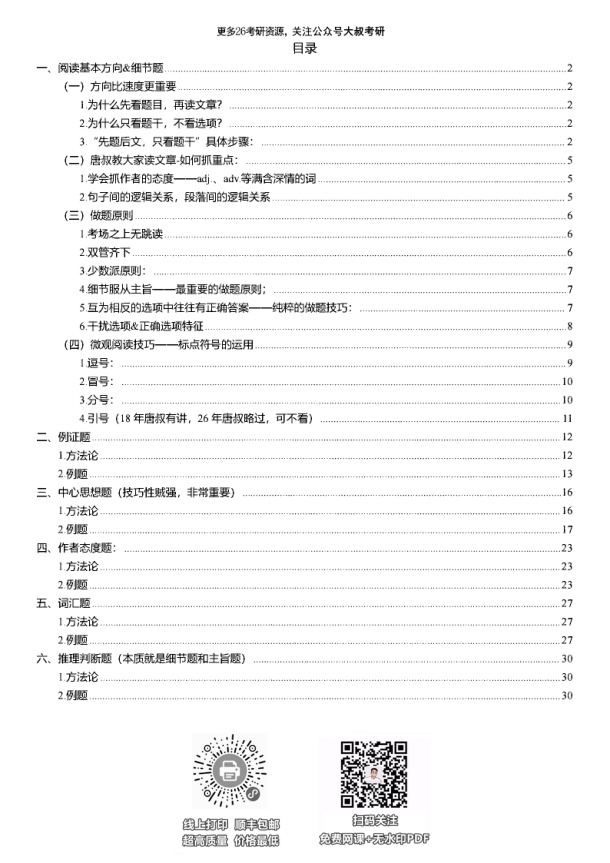 更多26考研资源，关注公众号大叔考研
目录
一、阅读基本方向&细节题 2
（一）方向比速度更重要 2
1.为什么先看题目，再读文章？ 2
2.为什么只看题干，不看选项？ 2
3.“先题后文，只看题干”具体步骤： 2
（二）唐叔教大家读文章-如何抓重点： 5
1.学会抓作者的态度——adj.、adv.等满含深情的词 5
2.句子间的逻辑关系，段落间的逻辑关系 5
（三）做题原则 6
1.考场之上无跳读 6
2.双管齐下 6
3.少数派原则： 7
4.细节服从主旨——最重要的做题原则； 7
5.互为相反的选项中往往有正确答案——纯粹的做题技巧： 7
6.干扰选项&正确选项特征 8
（四）微观阅读技巧——标点符号的运用 9
1.逗号： 9
2.冒号： 10
3.分号： 10
4.引号（18年唐叔有讲，26年唐叔略过，可不看） 11
二、例证题 12
1.方法论 12
2.例题 13
三、中心思想题（技巧性贼强，非常重要） 16
1.方法论 16
2.例题 17
四、作者态度题： 23
1.方法论 23
2.例题 23
五、词汇题 27
1.方法论 27
2.例题 27
六、推理判断题（本质就是细节题和主旨题） 30
1.方法论 30
2.例题 30
线上打印 顺丰包邮
超高质量 价格最低
扫码关注
免费网课+无水印PDF